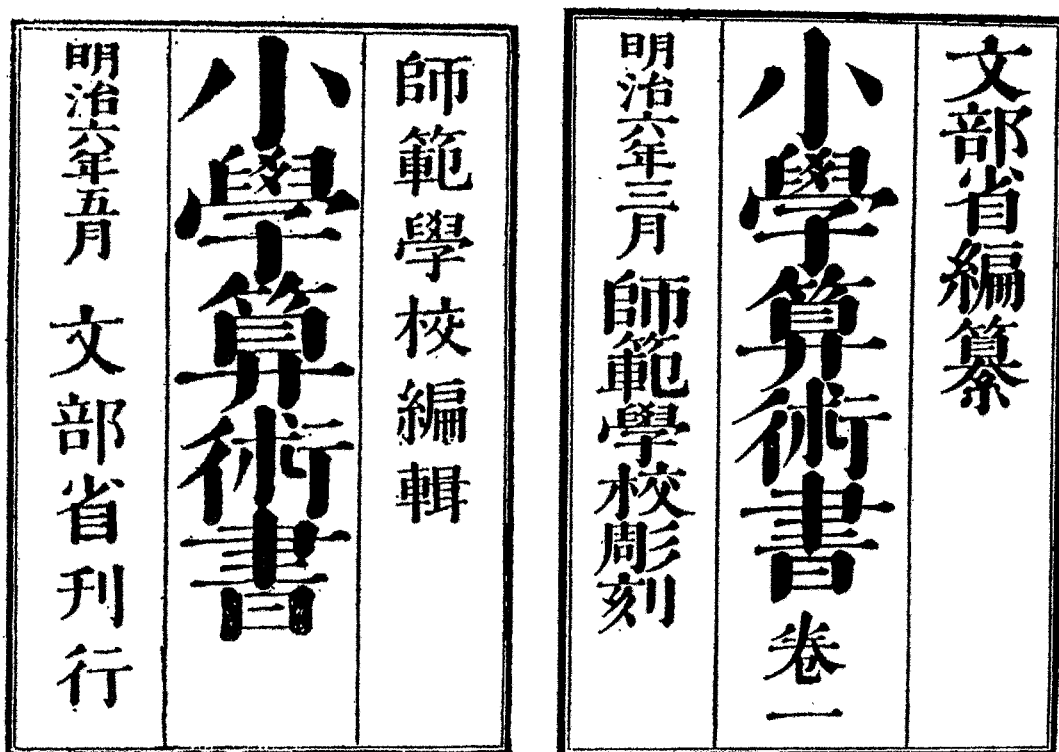 文部省編纂
小學算術書卷一
明治六年三月師範學校彫刻
師範學校編輯
小學算術書
明治六年五月 文部省刊行